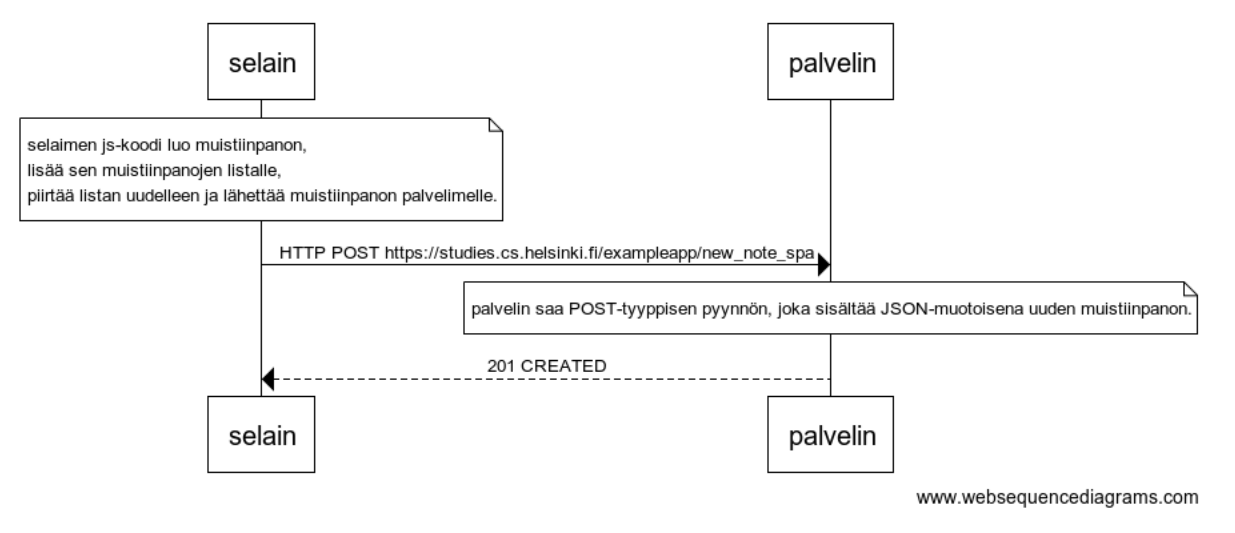 selain
palvelin
selaimen js-koodi luo muistiinpanon,
lisää sen muistiinpanojen listalle,
piirtää listan uudelleen ja lähettää muistiinpanon palvelimelle.
HTTP POST https://studies.cs.helsinki.fi/exampleapp/new_note_spa
palvelin saa POST-tyyppisen pyynnön, joka sisältää JSON-muotoisena uuden muistiinpanon.
201 CREATED
selain
palvelin
www.websequencediagrams.com